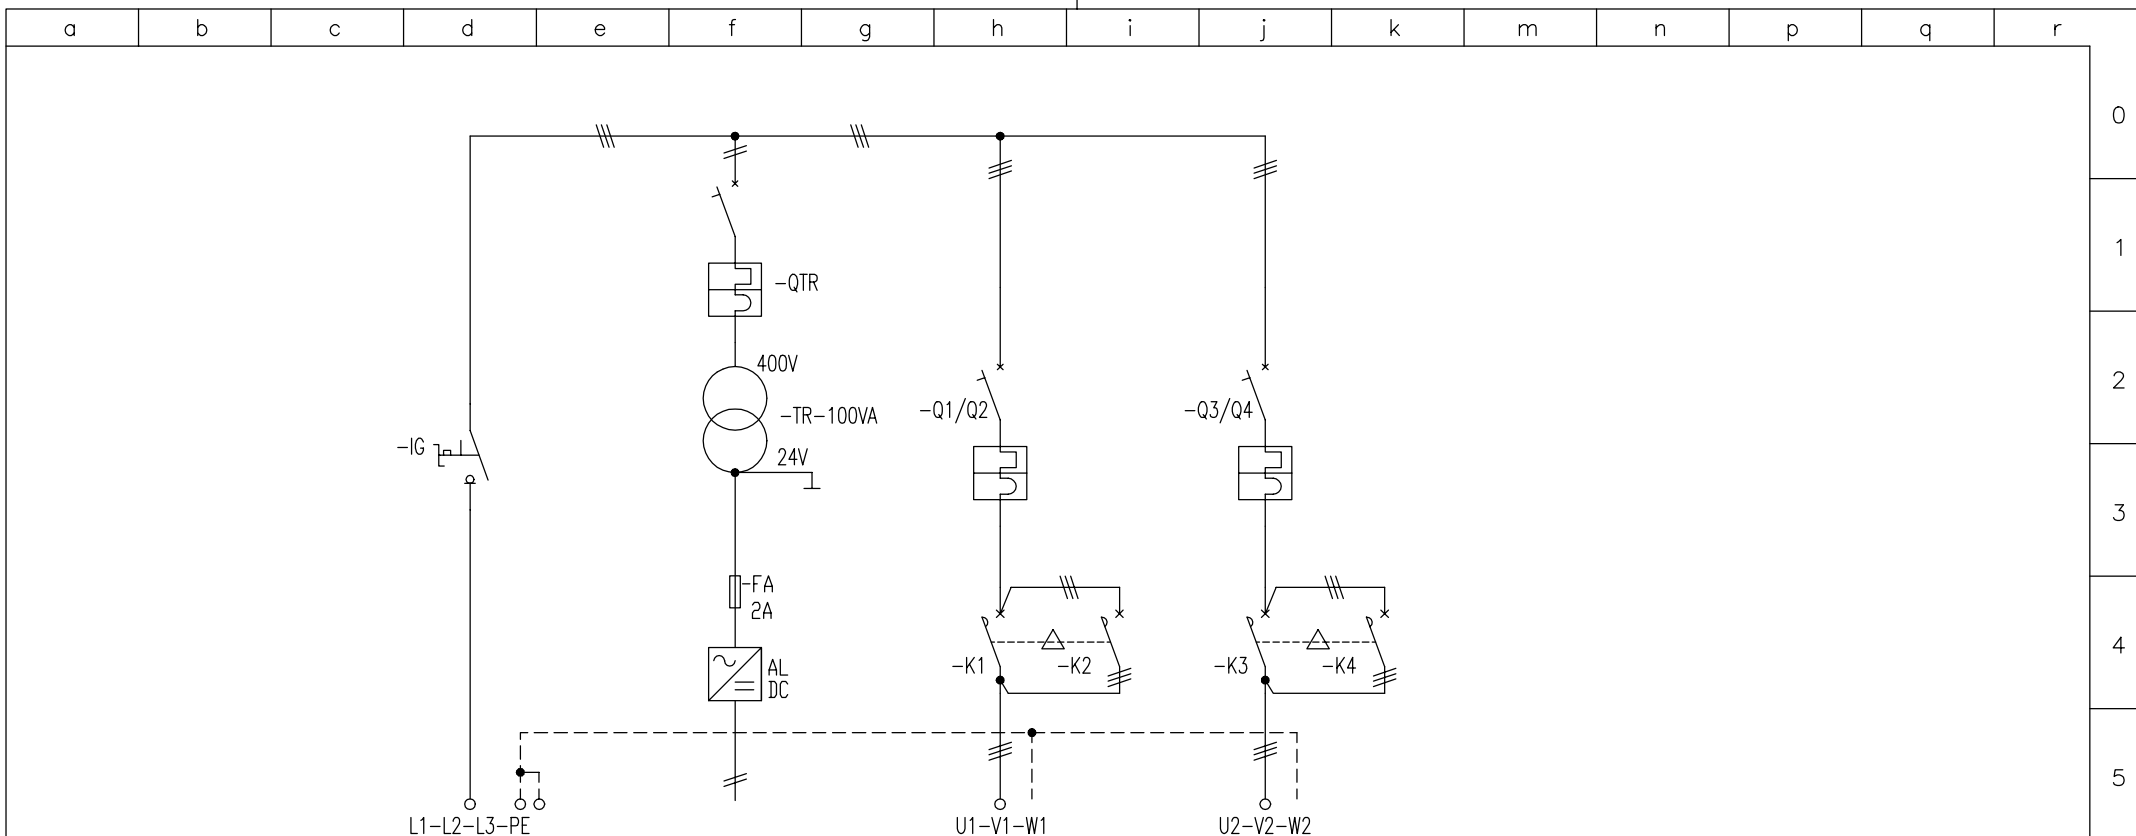 a b c d e f g h i j k m n p q r
0
1
-QTR
400V
2
-TR-100VA
-Q1/Q2
-Q3/Q4
-IG
24V
3
-FA
2A
4
-K1
-K2
-K3
-K4
AL
DC
5
L1-L2-L3-PE
U1-V1-W1
U2-V2-W2